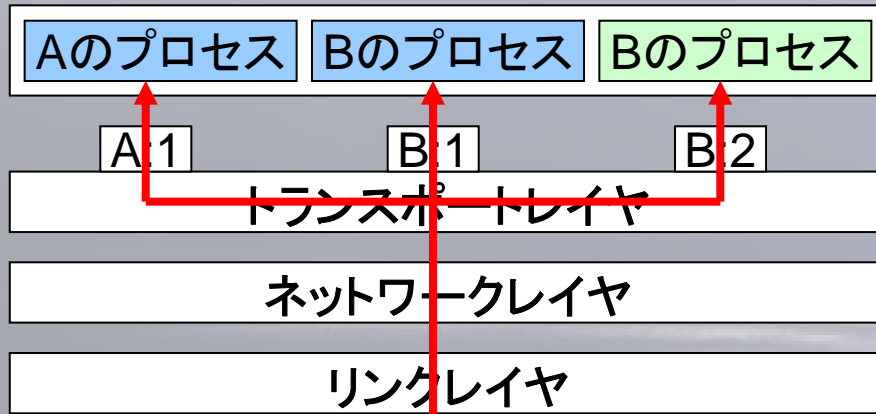 Aのプロセス Bのプロセス Bのプロセス
A:1 B:1 B:2
トランスポートレイヤ
ネットワークレイヤ
リンクレイヤ